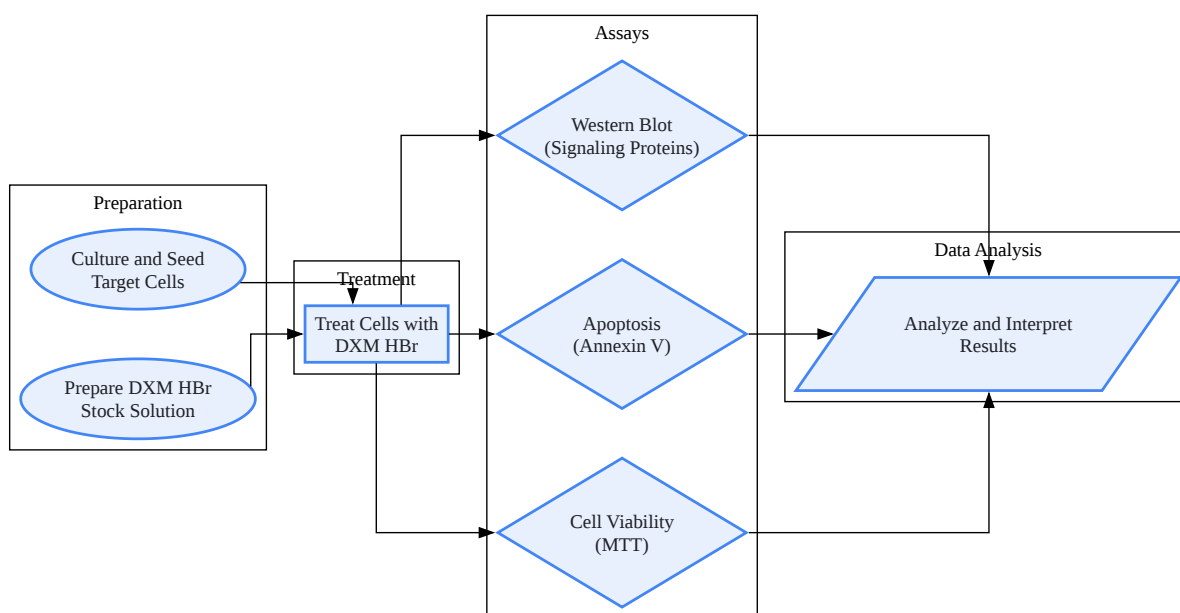 Preparation
Culture and Seed
Target Cells
Prepare DXM HBr
Stock Solution
Treatment
Treat Cells with
DXM HBr
Assays
Western Blot
(Signaling Proteins)
Apoptosis
(Annexin V)
Cell Viability
(MTT)
Data Analysis
Analyze and Interpret
Results